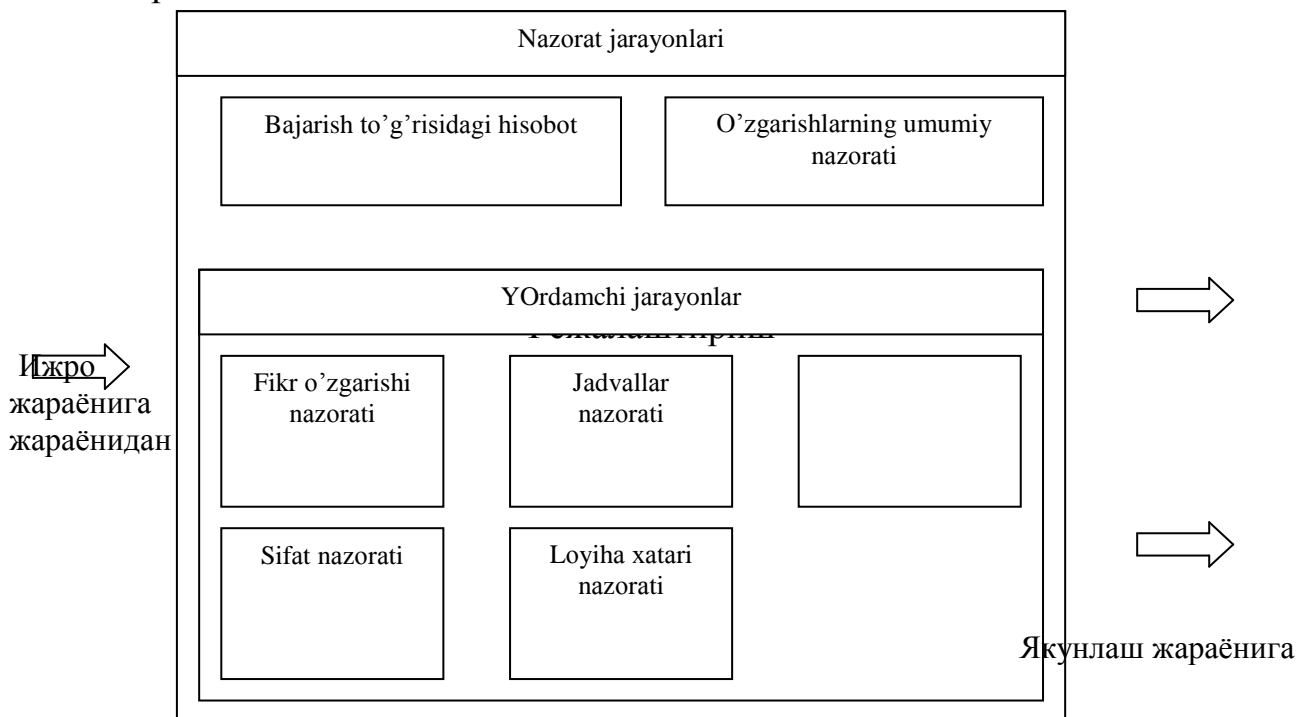 Nazorat jarayonlari
Bajarish to’g’risidagi hisobot
O’zgarishlarning umumiy
nazorati
YOrdamchi jarayonlar
Ижро
жараёнига
жараёнидан
Fikr o’zgarishi
nazorati
Jadvallar
nazorati
Sifat nazorati
Loyiha xatari
nazorati
Якунлаш жараёнига